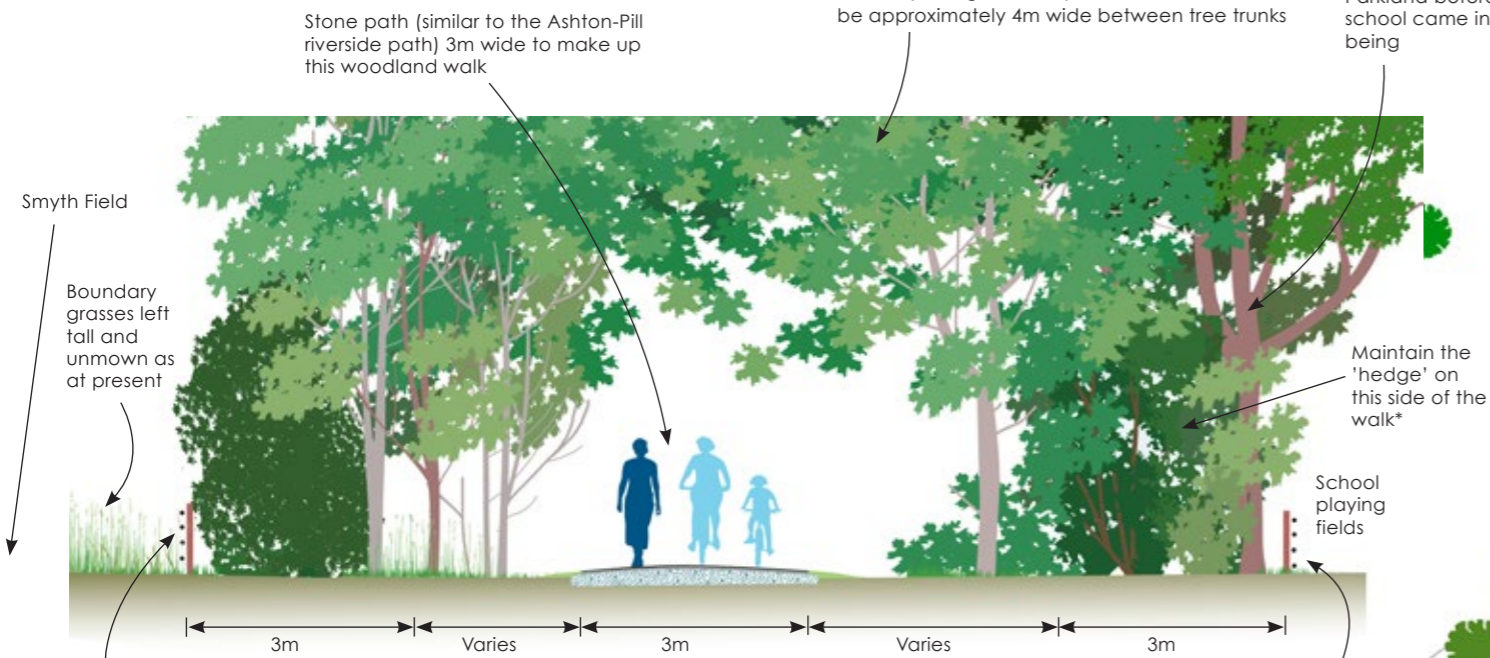 Stone path (similar to the Ashton-Pill
riverside path) 3m wide to make up
this woodland walk
be approximately 4m wide between tree trunks
school came in
being
Smyth Field
Boundary
grasses left
tall and
unmown as
at present
Maintain the
'hedge' on
this side of the
walk*
School
playing
fields
3m
Varies
3m
Varies
3m